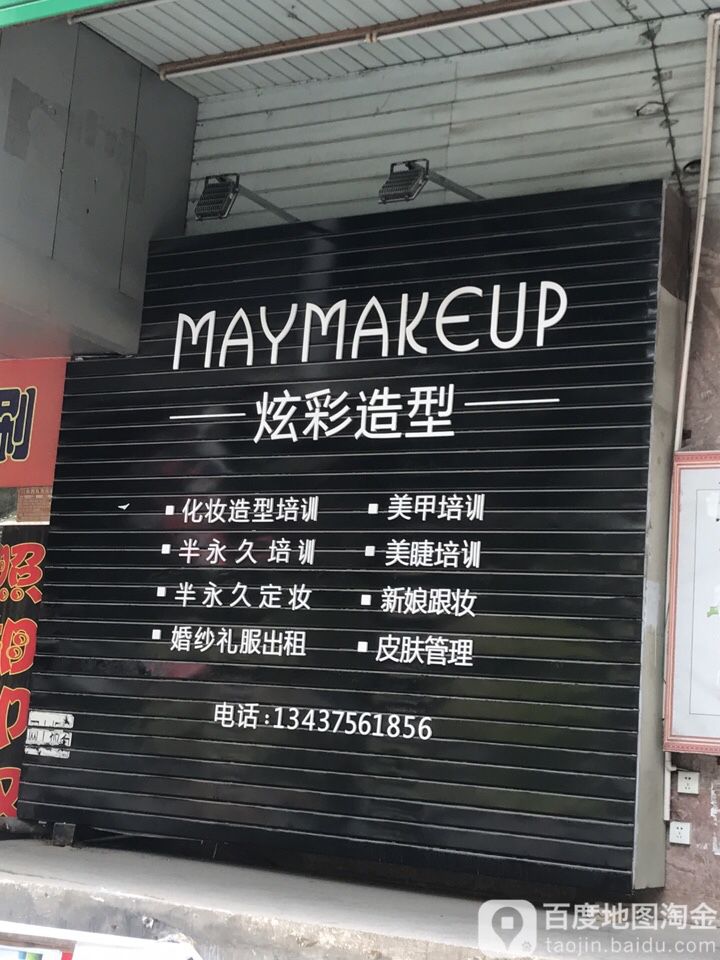 MAYMAKEUP
炫彩造型
▪化妆造型培训 ▪美甲培训
▪半永久培训 ▪美睫培训
▪半永久定妆 ▪新娘跟妆
▪婚纱礼服出租 ▪皮肤管理
电话:13437561856
刷
照
百度地图淘金
taojin.baidu.com